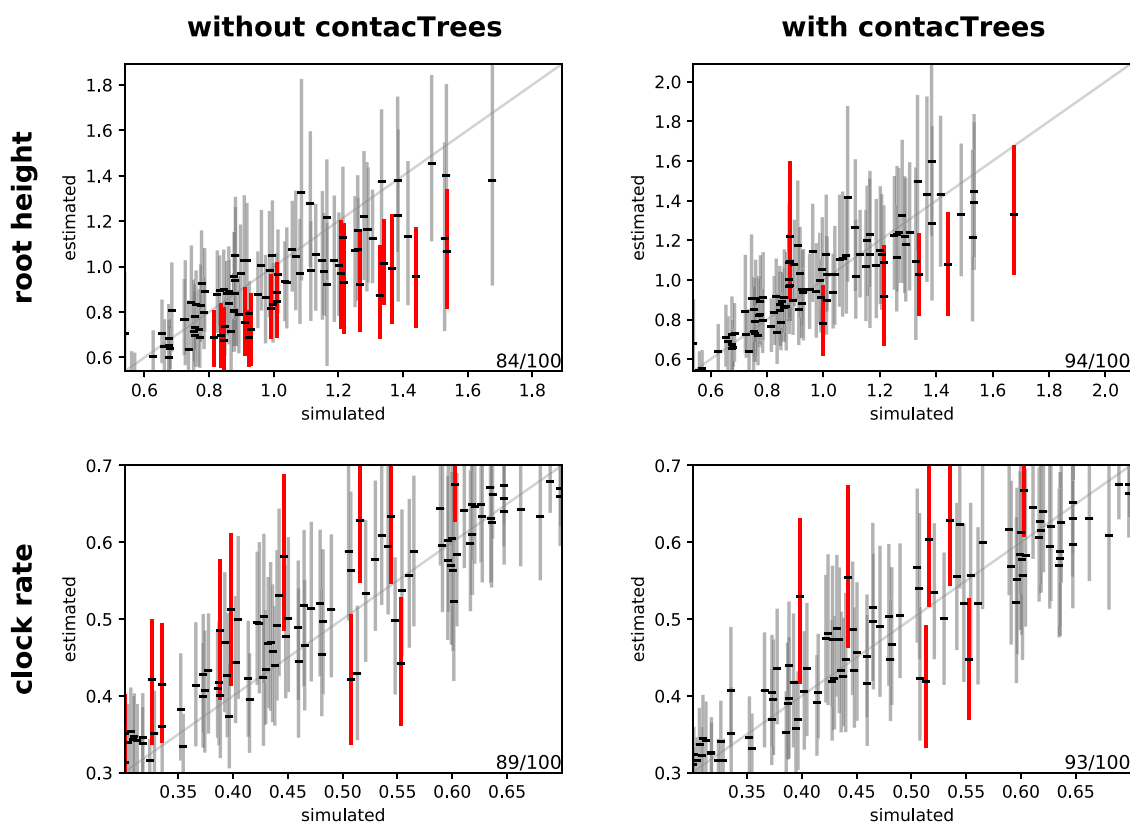 without contacTrees
with contacTrees
root height
estimated
1.8
1.6
1.4
1.2
1.0
0.8
0.6
84/100
0.6 0.8 1.0 1.2 1.4 1.6 1.8
simulated
estimated
2.0
1.8
1.6
1.4
1.2
1.0
0.8
0.6
94/100
0.6 0.8 1.0 1.2 1.4 1.6 1.8 2.0
simulated
clock rate
estimated
0.7
0.6
0.5
0.4
0.3
89/100
0.35 0.40 0.45 0.50 0.55 0.60 0.65
simulated
estimated
0.7
0.6
0.5
0.4
0.3
93/100
0.35 0.40 0.45 0.50 0.55 0.60 0.65
simulated